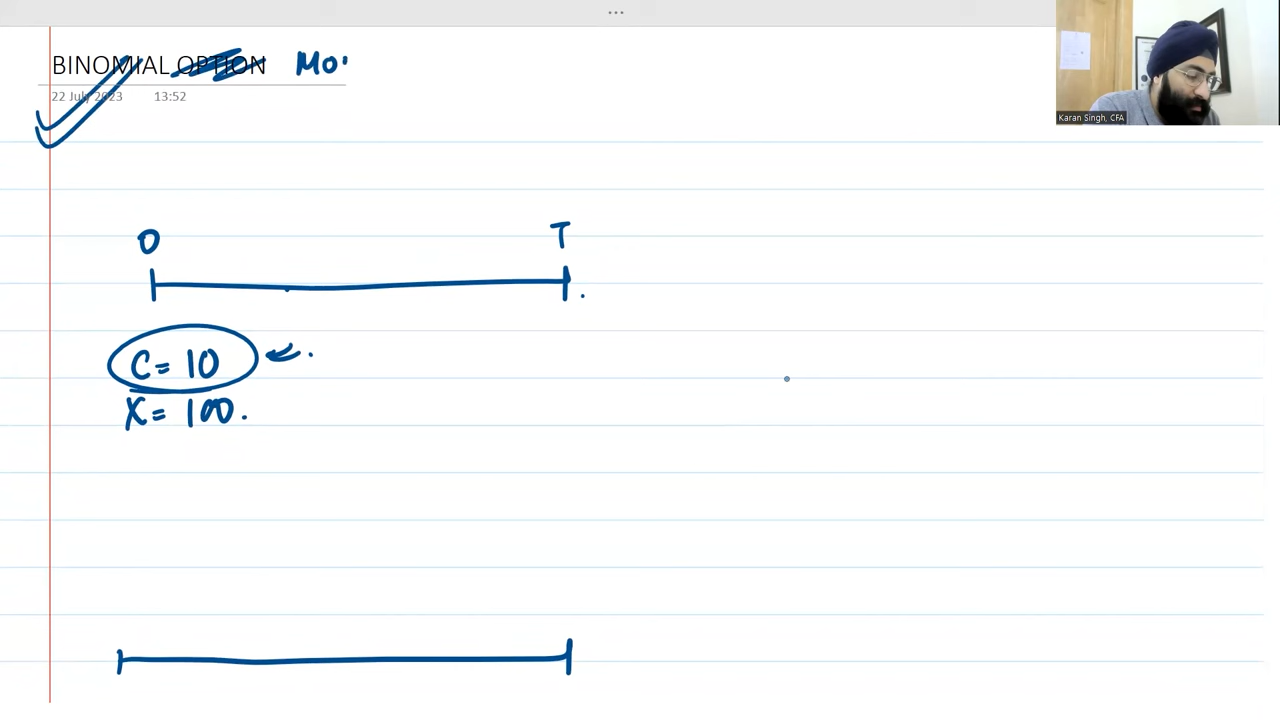 BINOMIAL OPTION Mo
22 July 2023 13:52
Karan Singh, CFA
0 T
C = 10
X = 100.